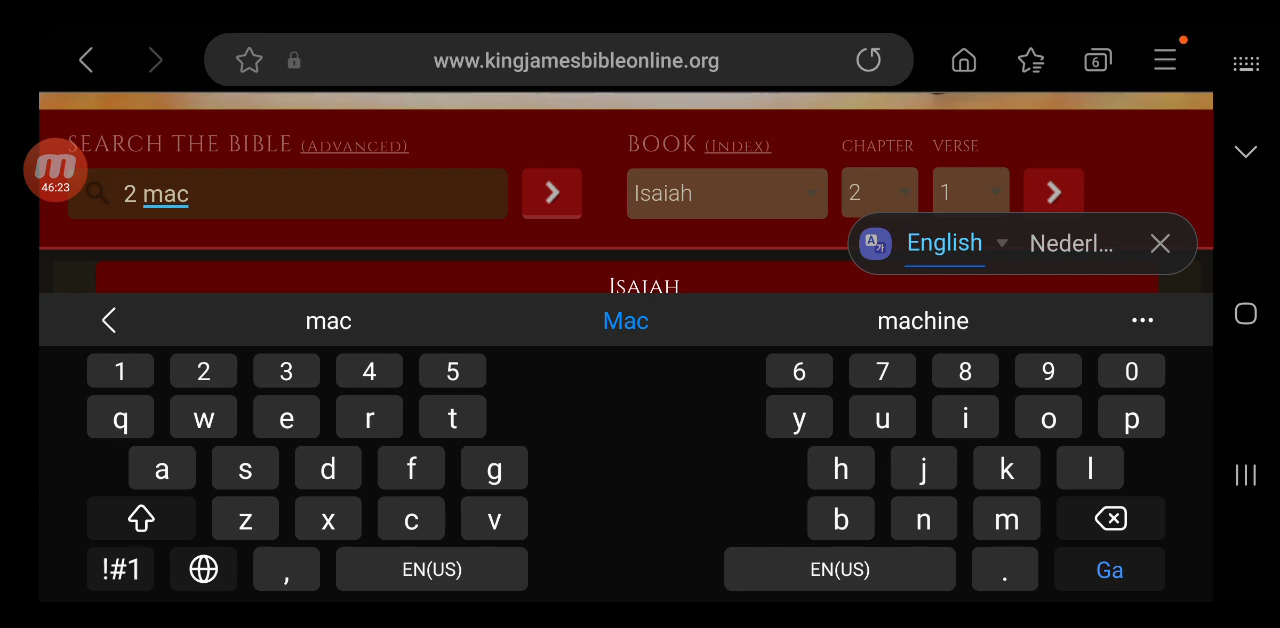 www.kingjamesbibleonline.org
6
SEARCH THE BIBLE (ADVANCED)
BOOK (INDEX)
CHAPTER
VERSE
46:23
2 mac
Isaiah
2
1
English
Nederl...
ISAIAH
mac
Mac
machine
1 2 3 4 5 6 7 8 9 0
q w e r t y u i o p
a s d f g h j k l
z x c v b n m
!#1 , EN(US) EN(US) . Ga